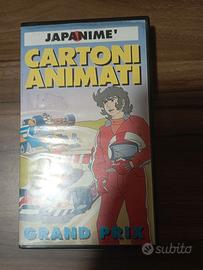 JAPANIME'
CARTONI
ANIMATI
GRAND PRIX
subito